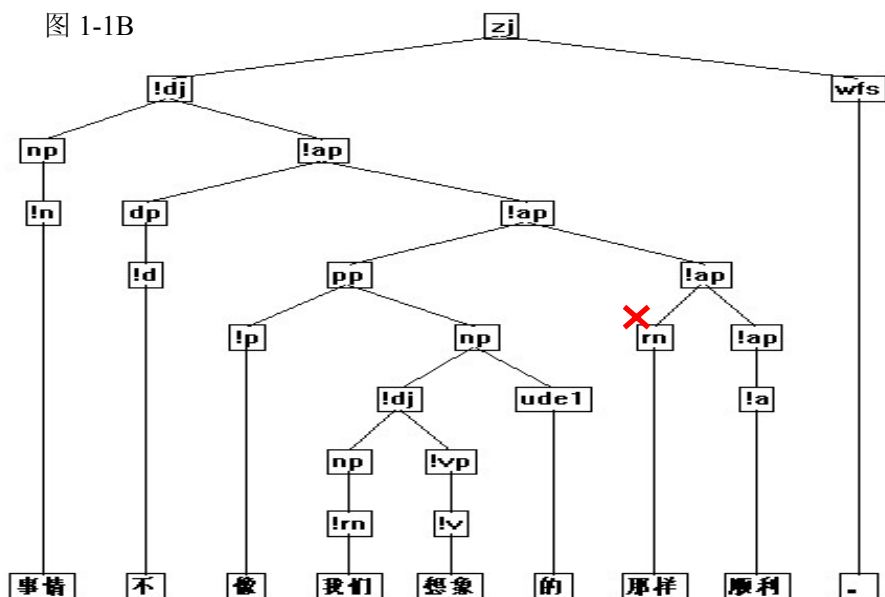 图 1-1B
zj
!dj wfs
np !ap
!n dp !ap
!d pp !ap
!p np rn !ap
!dj ude1 !a
np !vp
!rn !v
事情 不 像 我们 想象 的 那样 顺利 。